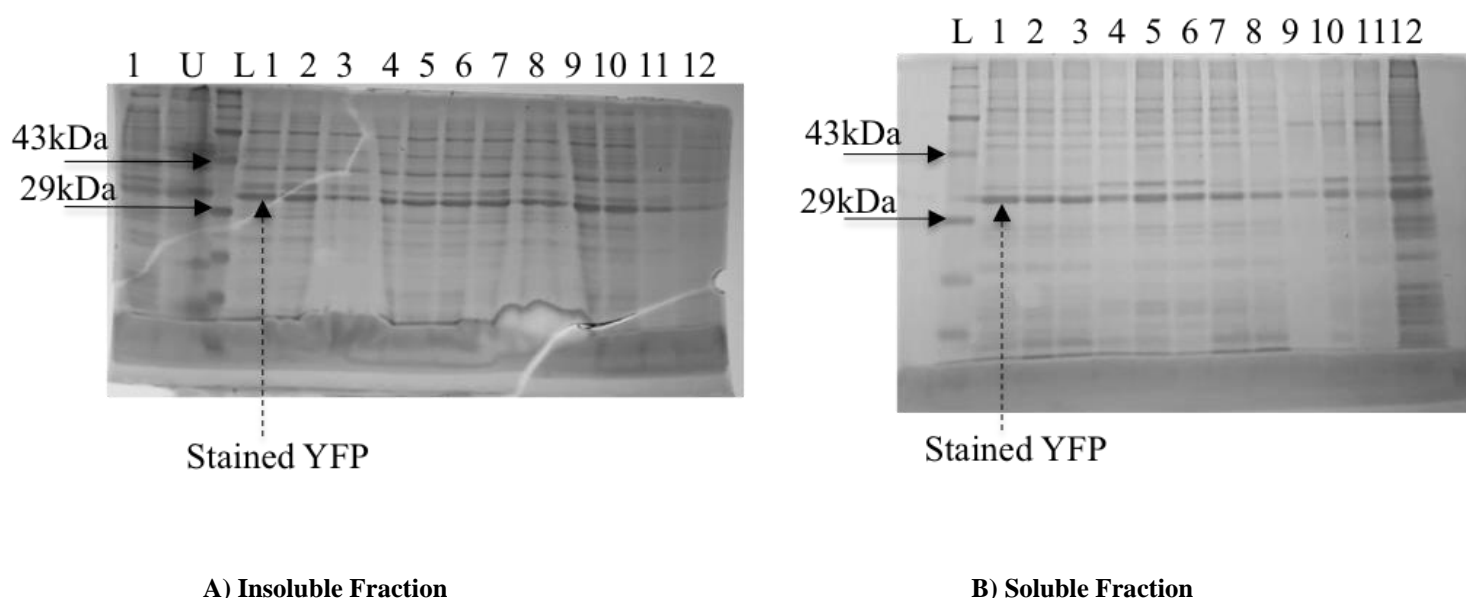 1 U L 1 2 3 4 5 6 7 8 9 10 11 12
43kDa
29kDa
Stained YFP
A) Insoluble Fraction
L 1 2 3 4 5 6 7 8 9 10 11 12
43kDa
29kDa
Stained YFP
B) Soluble Fraction